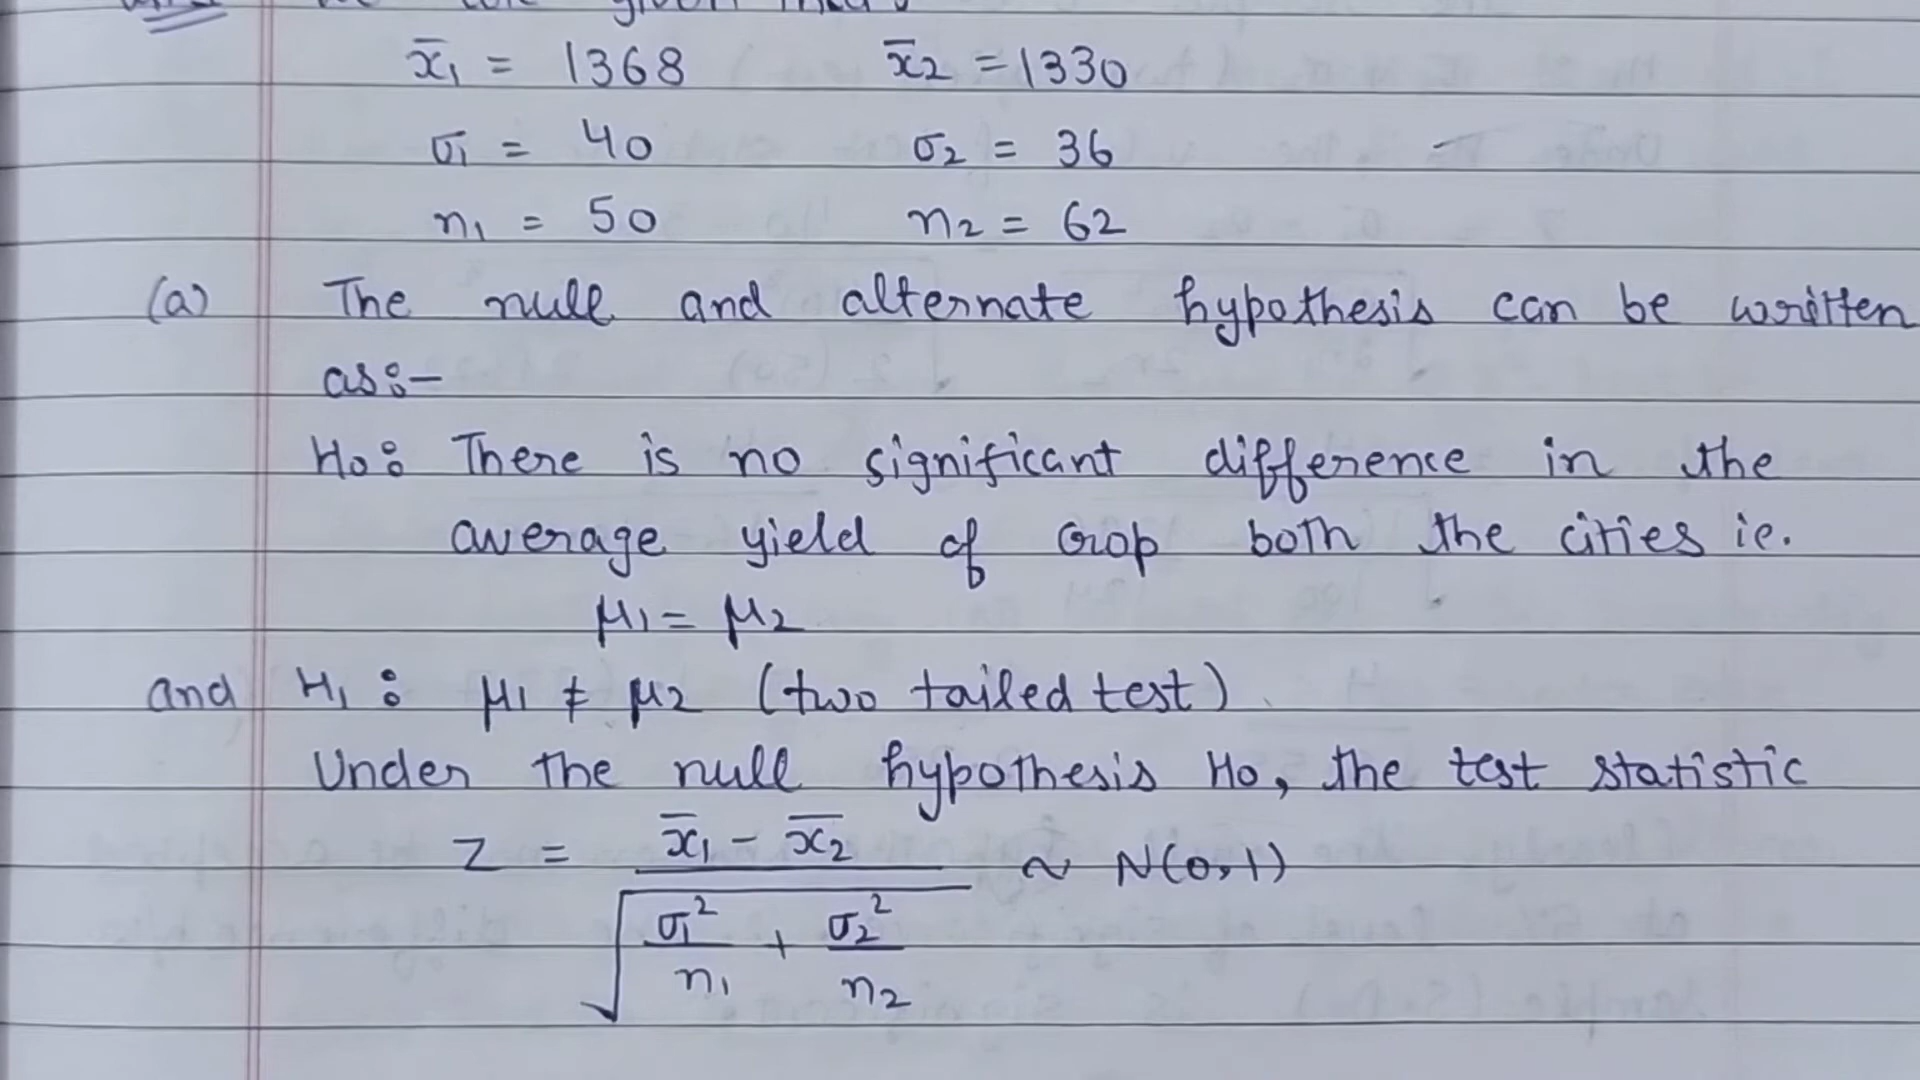 x̄₁ = 1368 x̄₂ = 1330
σ₁ = 40 σ₂ = 36
n₁ = 50 n₂ = 62
(a) The null and alternate hypothesis can be written
as:-
H₀: There is no significant difference in the
average yield of crop both the cities ie.
μ₁ = μ₂
and H₁: μ₁ ≠ μ₂ (two tailed test)
Under the null hypothesis H₀, the test statistic
Z = (x̄₁ - x̄₂) / √(σ₁²/n₁ + σ₂²/n₂) ~ N(0,1)